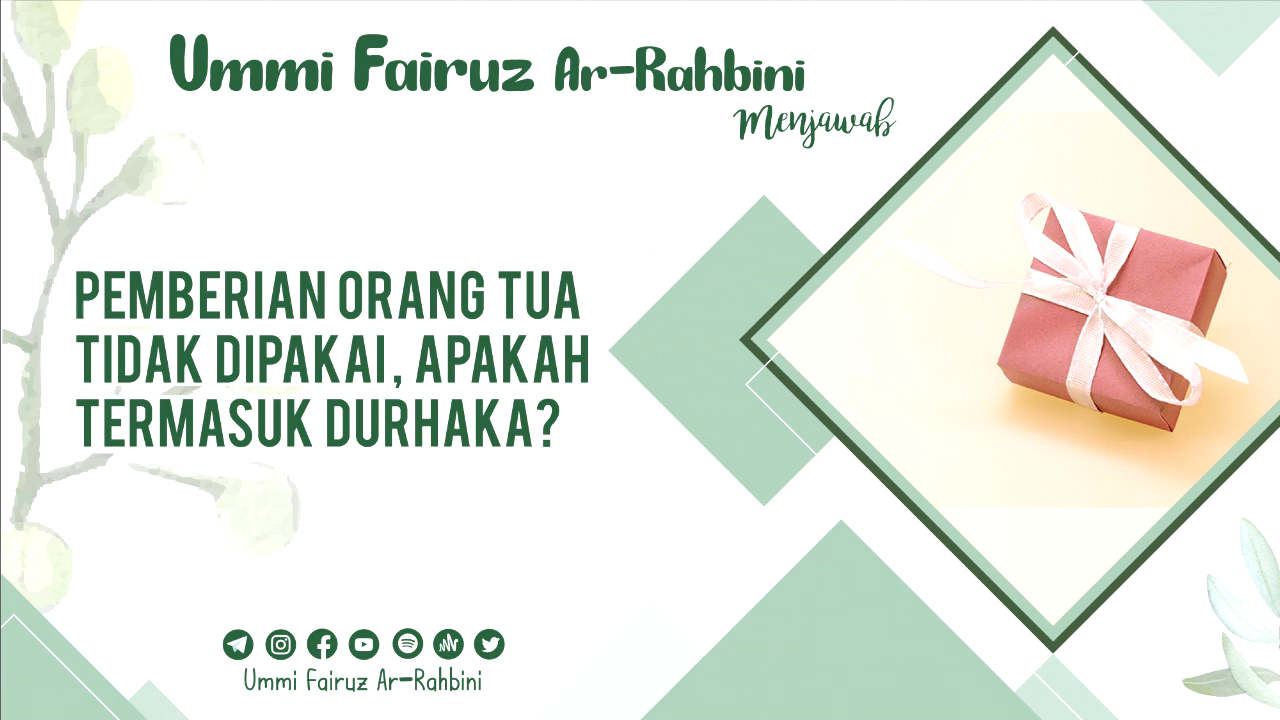 Ummi Fairuz Ar-Rahbini
Menjawab
PEMBERIAN ORANG TUA
TIDAK DIPAKAI, APAKAH
TERMASUK DURHAKA?
Ummi Fairuz Ar-Rahbini